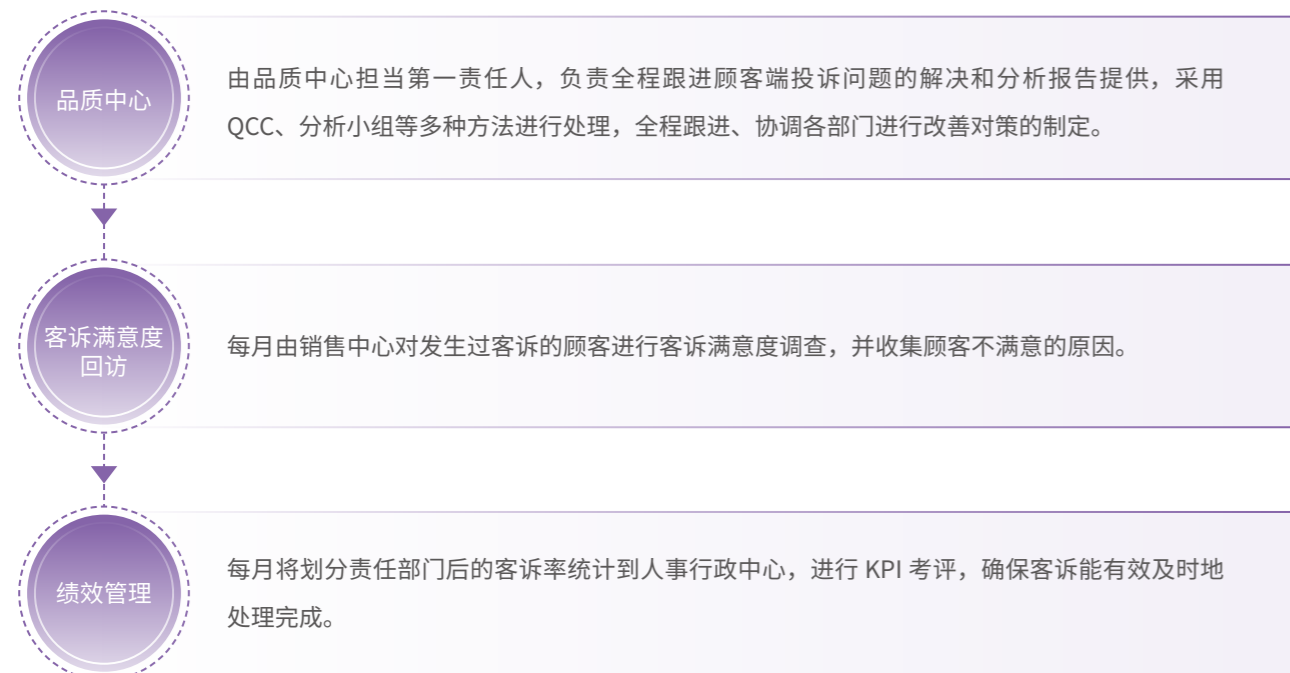 品质中心
由品质中心担当第一责任人，负责全程跟进顾客端投诉问题的解决和分析报告提供，采用
QCC、分析小组等多种方法进行处理，全程跟进、协调各部门进行改善对策的制定。
客诉满意度
回访
每月由销售中心对发生过客诉的顾客进行客诉满意度调查，并收集顾客不满意的原因。
绩效管理
每月将划分责任部门后的客诉率统计到人事行政中心，进行 KPI 考评，确保客诉能有效及时地
处理完成。